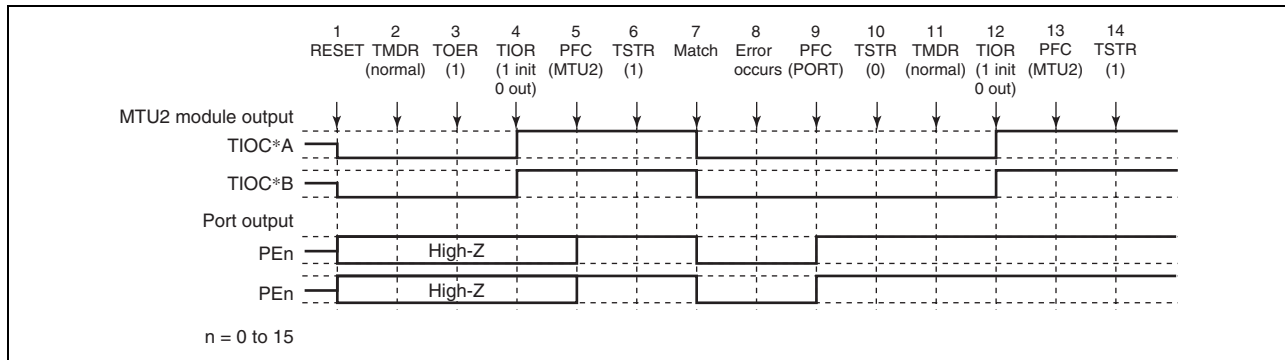 1 2 3 4 5 6 7 8 9 10 11 12 13 14
RESET TMDR TOER TIOR PFC TSTR Match Error PFC TSTR TMDR TIOR PFC TSTR
(normal) (1) (1 init (MTU2) (1) occurs (PORT) (0) (normal) (1 init (MTU2) (1)
0 out) 0 out)
MTU2 module output
TIOC*A
TIOC*B
Port output
PEn High-Z
PEn High-Z
n = 0 to 15